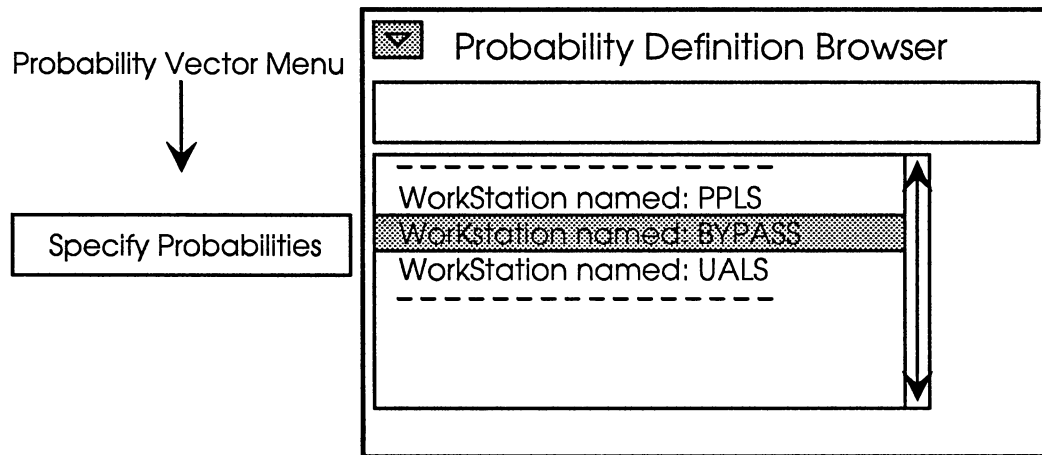 Probability Vector Menu
Specify Probabilities
Probability Definition Browser
WorkStation named: PPLS
WorKstation named: BYPASS
WorkStation named: UALS